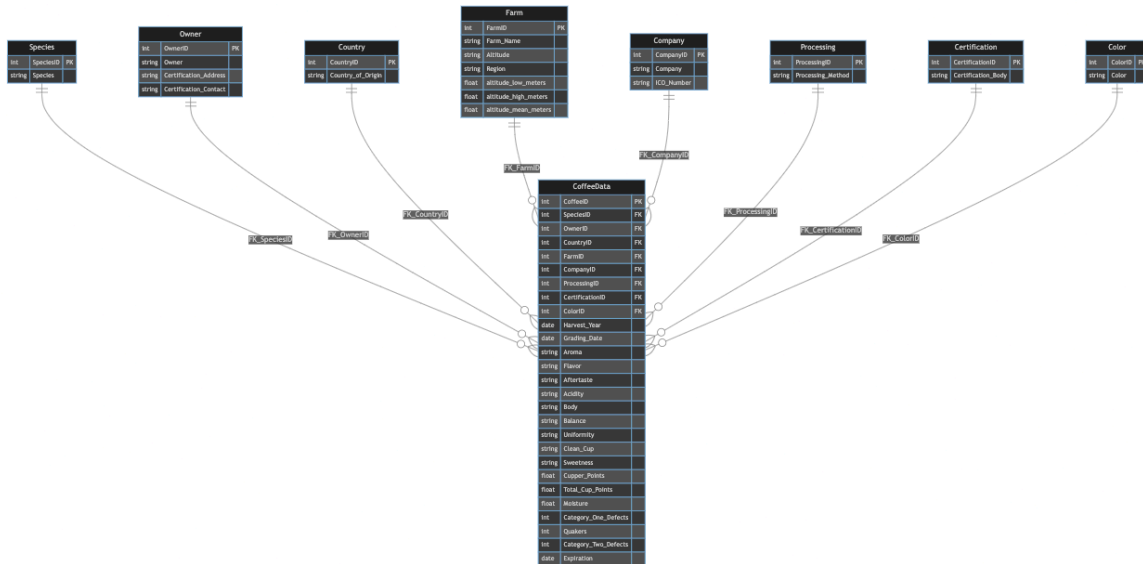 Species
int SpeciesID PK
string Species
Owner
int OwnerID PK
string Owner
string Certification_Address
string Certification_Contact
Country
int CountryID PK
string Country_of_Origin
Farm
int FarmID PK
string Farm_Name
string Altitude
string Region
float altitude_low_meters
float altitude_high_meters
float altitude_mean_meters
Company
int CompanyID PK
string Company
string ICO_Number
Processing
int ProcessingID PK
string Processing_Method
Certification
int CertificationID PK
string Certification_Body
Color
int ColorID PK
string Color
FK_SpeciesID
FK_OwnerID
FK_CountryID
FK_FarmID
FK_CompanyID
FK_ProcessingID
FK_CertificationID
FK_ColorID
CoffeeData
int CoffeeID PK
int SpeciesID FK
int OwnerID FK
int CountryID FK
int FarmID FK
int CompanyID FK
int ProcessingID FK
int CertificationID FK
int ColorID FK
date Harvest_Year
date Grading_Date
string Aroma
string Flavor
string Aftertaste
string Acidity
string Body
string Balance
string Uniformity
string Clean_Cup
string Sweetness
float Cupper_Points
float Total_Cup_Points
float Moisture
int Category_One_Defects
int Quakers
int Category_Two_Defects
date Expiration